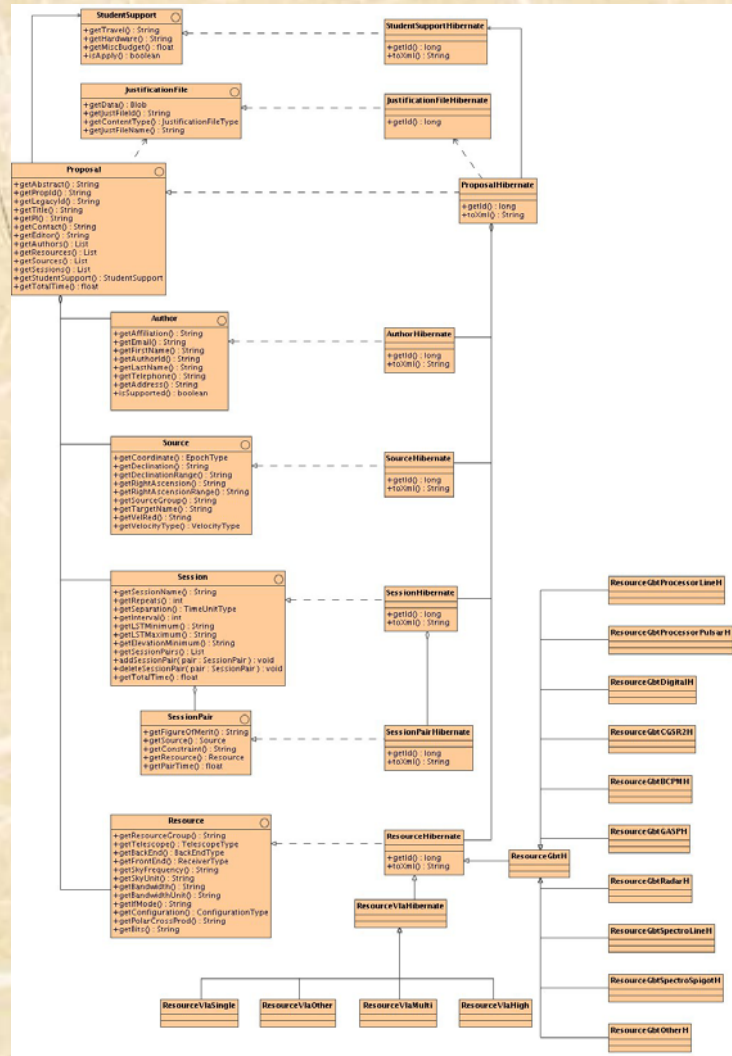 StudentSupport
+getTravel() : String
+getHardware() : String
+getMiscBudget() : float
+isApply() : boolean
StudentSupportHibernate
+getId() : long
+toXml() : String
JustificationFile
+getData() : Blob
+getJustFileId() : String
+getContentType() : JustificationFileType
+getJustFileName() : String
JustificationFileHibernate
+getId() : long
Proposal
+getAbstract() : String
+getPropId() : String
+getLegacyId() : String
+getTitle() : String
+getPI() : String
+getContact() : String
+getEditor() : String
+getAuthors() : List
+getResources() : List
+getSources() : List
+getSessions() : List
+getStudentSupport() : StudentSupport
+getTotalTime() : float
ProposalHibernate
+getId() : long
+toXml() : String
Author
+getAffiliation() : String
+getEmail() : String
+getFirstName() : String
+getAuthorId() : String
+getLastName() : String
+getTelephone() : String
+getAddress() : String
+isSupported() : boolean
AuthorHibernate
+getId() : long
+toXml() : String
Source
+getCoordinate() : EpochType
+getDeclination() : String
+getDeclinationRange() : String
+getRightAscension() : String
+getRightAscensionRange() : String
+getSourceGroup() : String
+getTargetName() : String
+getVelRed() : String
+getVelocityType() : VelocityType
SourceHibernate
+getId() : long
+toXml() : String
Session
+getSessionName() : String
+getRepeats() : int
+getSeparation() : TimeUnitType
+getInterval() : int
+getLSTMinimum() : String
+getLSTMaximum() : String
+getElevationMinimum() : String
+getSessionPairs() : List
+addSessionPair( pair : SessionPair ) : void
+deleteSessionPair( pair : SessionPair ) : void
+getTotalTime() : float
SessionHibernate
+getId() : long
+toXml() : String
SessionPair
+getFigureOfMerit() : String
+getSource() : Source
+getConstraint() : String
+getResource() : Resource
+getPairTime() : float
SessionPairHibernate
+getId() : long
+toXml() : String
Resource
+getResourceGroup() : String
+getTelescope() : TelescopeType
+getBackEnd() : BackEndType
+getFrontEnd() : ReceiverType
+getSkyFrequency() : String
+getSkyUnit() : String
+getBandwidth() : String
+getBandwidthUnit() : String
+getIfMode() : String
+getConfiguration() : ConfigurationType
+getPolarCrossProd() : String
+getBits() : String
ResourceHibernate
+getId() : long
+toXml() : String
ResourceVlaHibernate
ResourceVlaSingle
ResourceVlaOther
ResourceVlaMulti
ResourceVlaHigh
ResourceGbtH
ResourceGbtProcessorLineH
ResourceGbtProcessorPulsarH
ResourceGbtDigitalH
ResourceGbtCGSR2H
ResourceGbtBCPMH
ResourceGbtGASPH
ResourceGbtRadarH
ResourceGbtSpectroLineH
ResourceGbtSpectroSpigotH
ResourceGbtOtherH